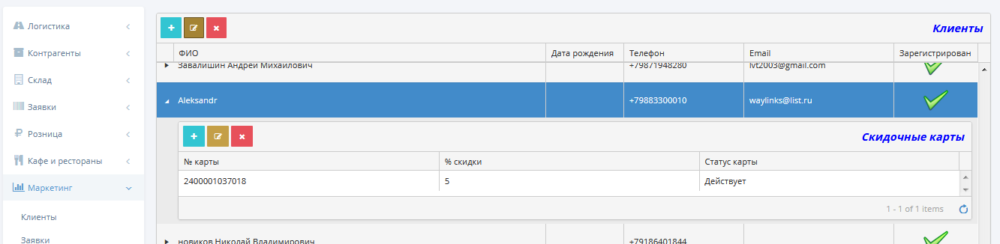 Логистика
Контрагенты
Склад
Заявки
Розница
Кафе и рестораны
Маркетинг
Клиенты
Заявки
Клиенты
ФИО Дата рождения Телефон Email Зарегистрирован
Завалишин Андрей Михайлович +79871948280 lvt2003@gmail.com
Aleksandr +79883300010 waylinks@list.ru
Скидочные карты
№ карты % скидки Статус карты
2400001037018 5 Действует
1 - 1 of 1 items
новиков Николай Владимирович +79186401844